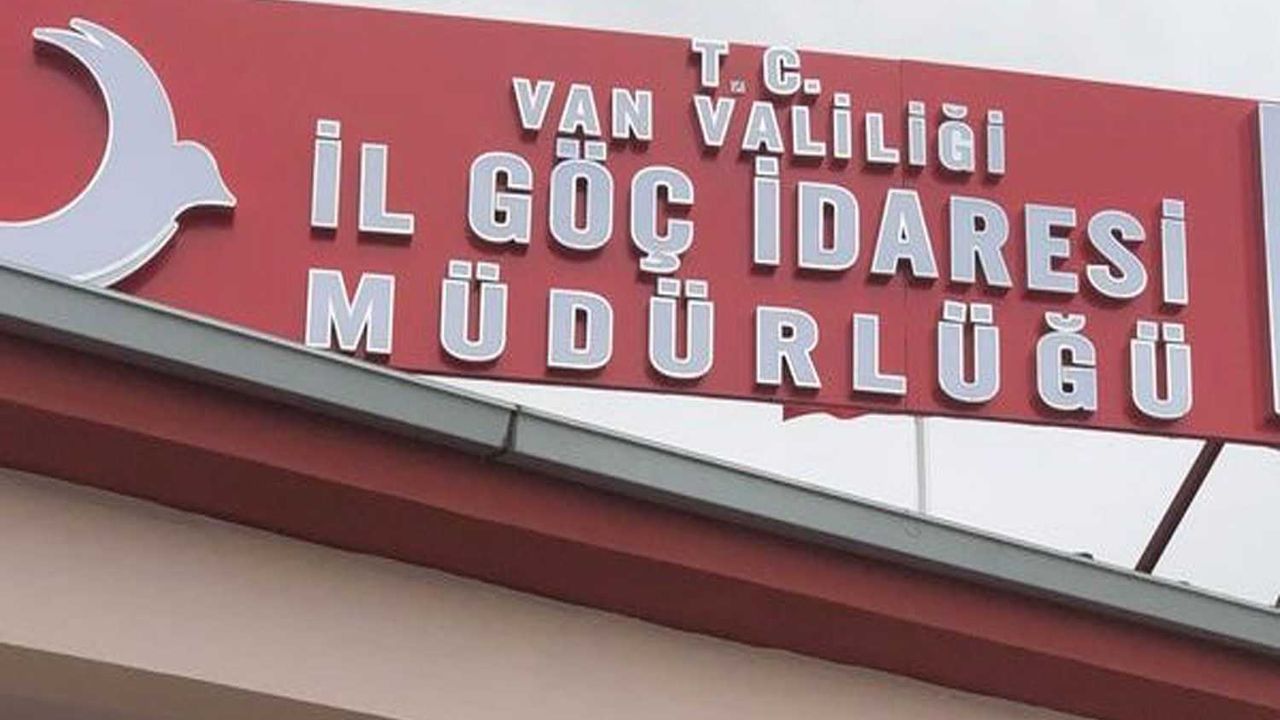 T.C.
VAN VALİLİĞİ
İL GÖÇ İDARESİ
MÜDÜRLÜĞÜ